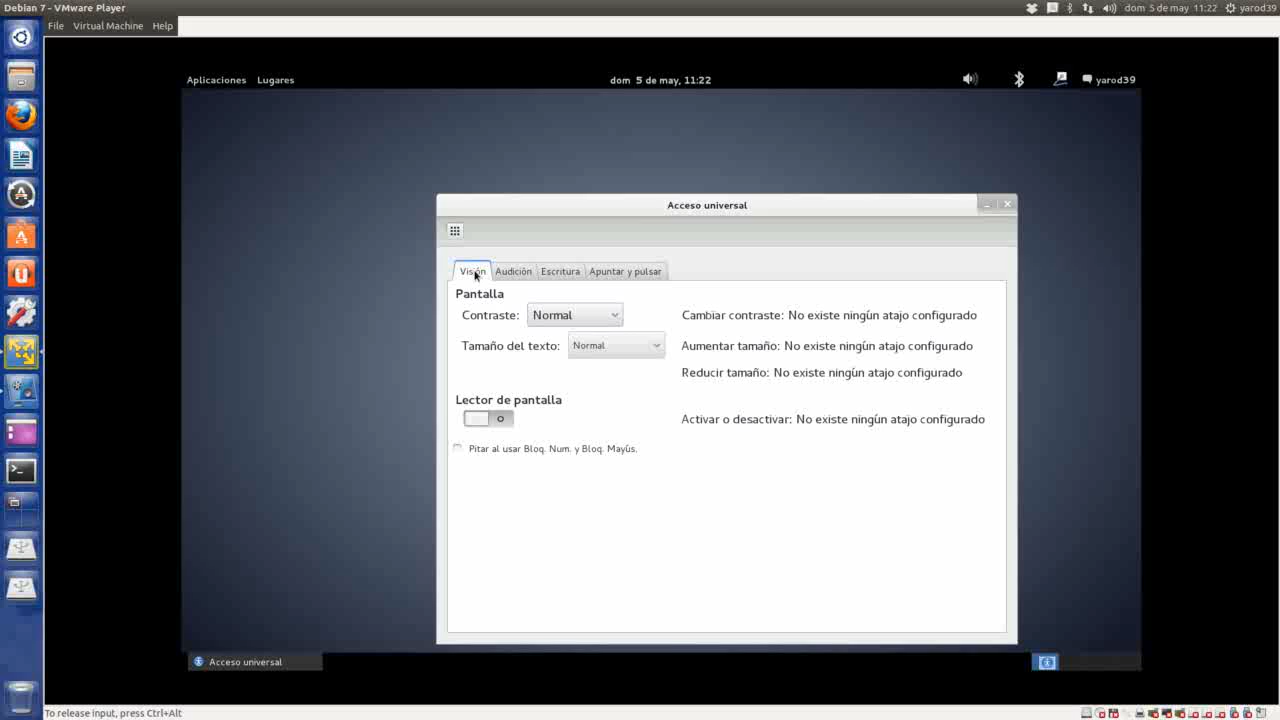 Debian 7 - VMware Player
dom 5 de may 11:22
yarod39
File Virtual Machine Help
Aplicaciones Lugares
dom 5 de may, 11:22
yarod39
Acceso universal
Visión Audición Escritura Apuntar y pulsar
Pantalla
Contraste: Normal
Cambiar contraste: No existe ningún atajo configurado
Tamaño del texto: Normal
Aumentar tamaño: No existe ningún atajo configurado
Reducir tamaño: No existe ningún atajo configurado
Lector de pantalla
Activar o desactivar: No existe ningún atajo configurado
Pitar al usar Bloq. Num. y Bloq. Mayús.
Acceso universal
To release input, press Ctrl+Alt